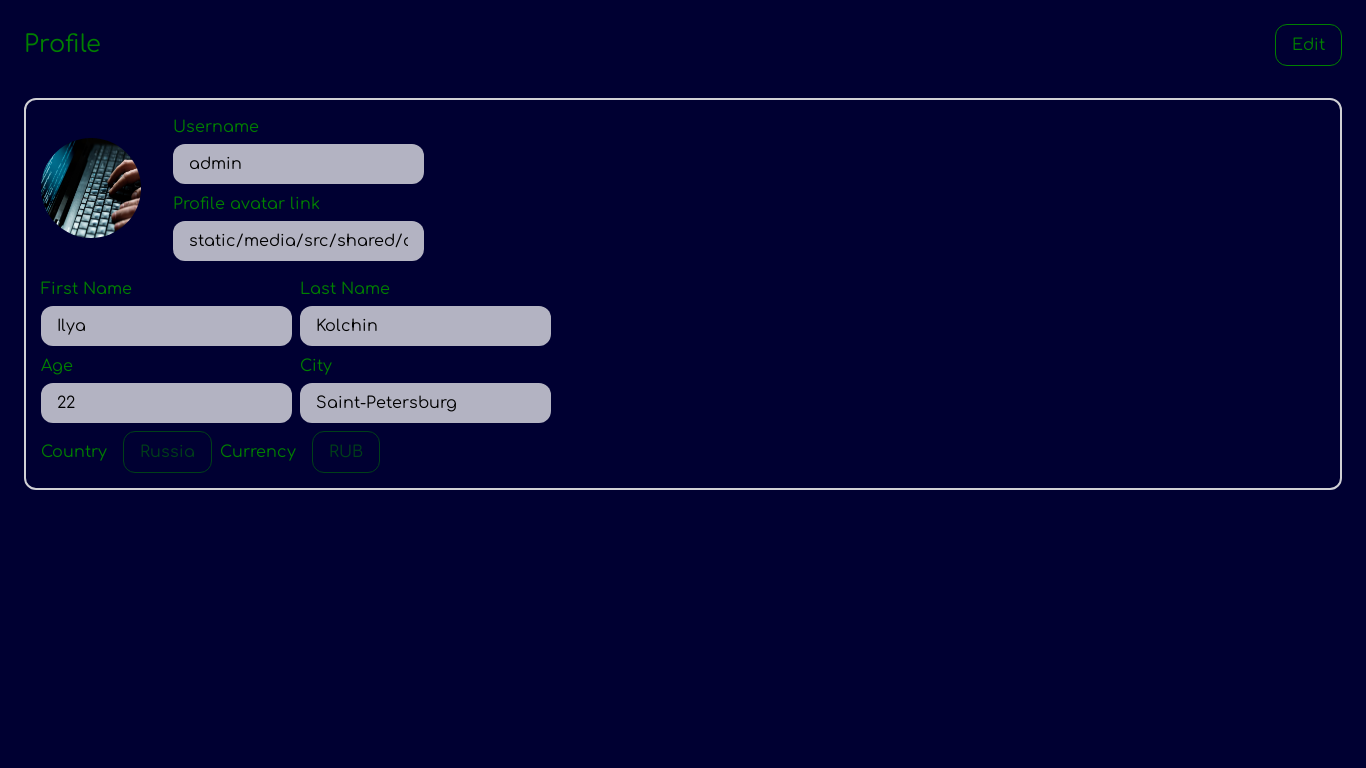 Profile
Edit
Username
admin
Profile avatar link
static/media/src/shared/
First Name Last Name
Ilya Kolchin
Age City
22 Saint-Petersburg
Country Russia Currency RUB